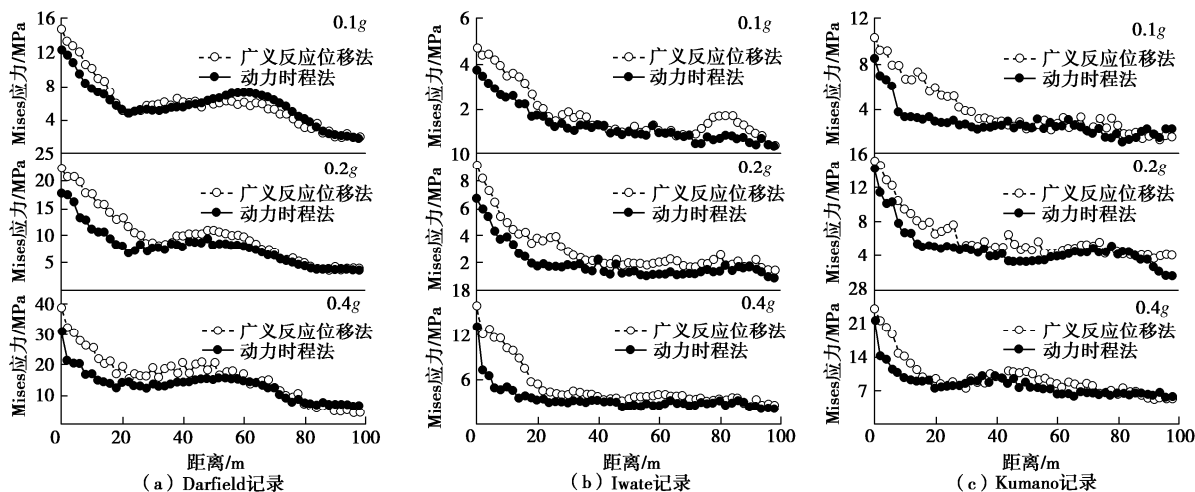 16
12
8
4
Mises应力/MPa
0.1g
广义反应位移法
动力时程法
25
20
15
10
5
Mises应力/MPa
0.2g
广义反应位移法
动力时程法
40
30
20
10
Mises应力/MPa
0.4g
广义反应位移法
动力时程法
0 20 40 60 80 100
距离/m
（a）Darfield记录
6
4
2
Mises应力/MPa
0.1g
广义反应位移法
动力时程法
10
8
6
4
2
Mises应力/MPa
0.2g
广义反应位移法
动力时程法
18
12
6
Mises应力/MPa
0.4g
广义反应位移法
动力时程法
0 20 40 60 80 100
距离/m
（b）Iwate记录
12
8
4
Mises应力/MPa
0.1g
广义反应位移法
动力时程法
16
12
8
4
Mises应力/MPa
0.2g
广义反应位移法
动力时程法
28
21
14
7
Mises应力/MPa
0.4g
广义反应位移法
动力时程法
0 20 40 60 80 100
距离/m
（c）Kumano记录